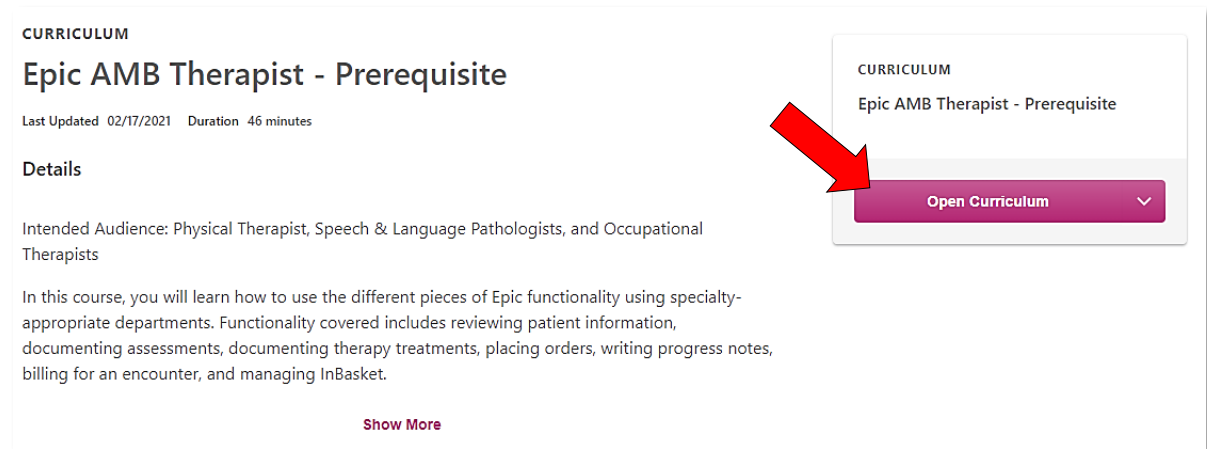 CURRICULUM
Epic AMB Therapist - Prerequisite
Last Updated 02/17/2021 Duration 46 minutes
Details
Intended Audience: Physical Therapist, Speech & Language Pathologists, and Occupational
Therapists
In this course, you will learn how to use the different pieces of Epic functionality using specialty-
appropriate departments. Functionality covered includes reviewing patient information,
documenting assessments, documenting therapy treatments, placing orders, writing progress notes,
billing for an encounter, and managing InBasket.
Show More
CURRICULUM
Epic AMB Therapist - Prerequisite
Open Curriculum